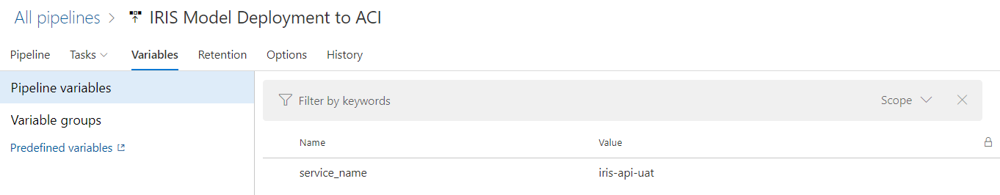 All pipelines > IRIS Model Deployment to ACI
Pipeline Tasks Variables Retention Options History
Pipeline variables
Variable groups
Predefined variables
Filter by keywords Scope
Name Value
service_name iris-api-uat